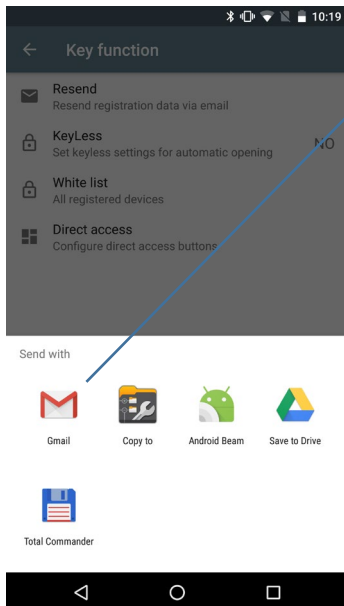 10:19
Key function
Resend
Resend registration data via email
KeyLess
NO
Set keyless settings for automatic opening
White list
All registered devices
Direct access
Configure direct access buttons
Send with
Gmail
Copy to
Android Beam
Save to Drive
Total Commander